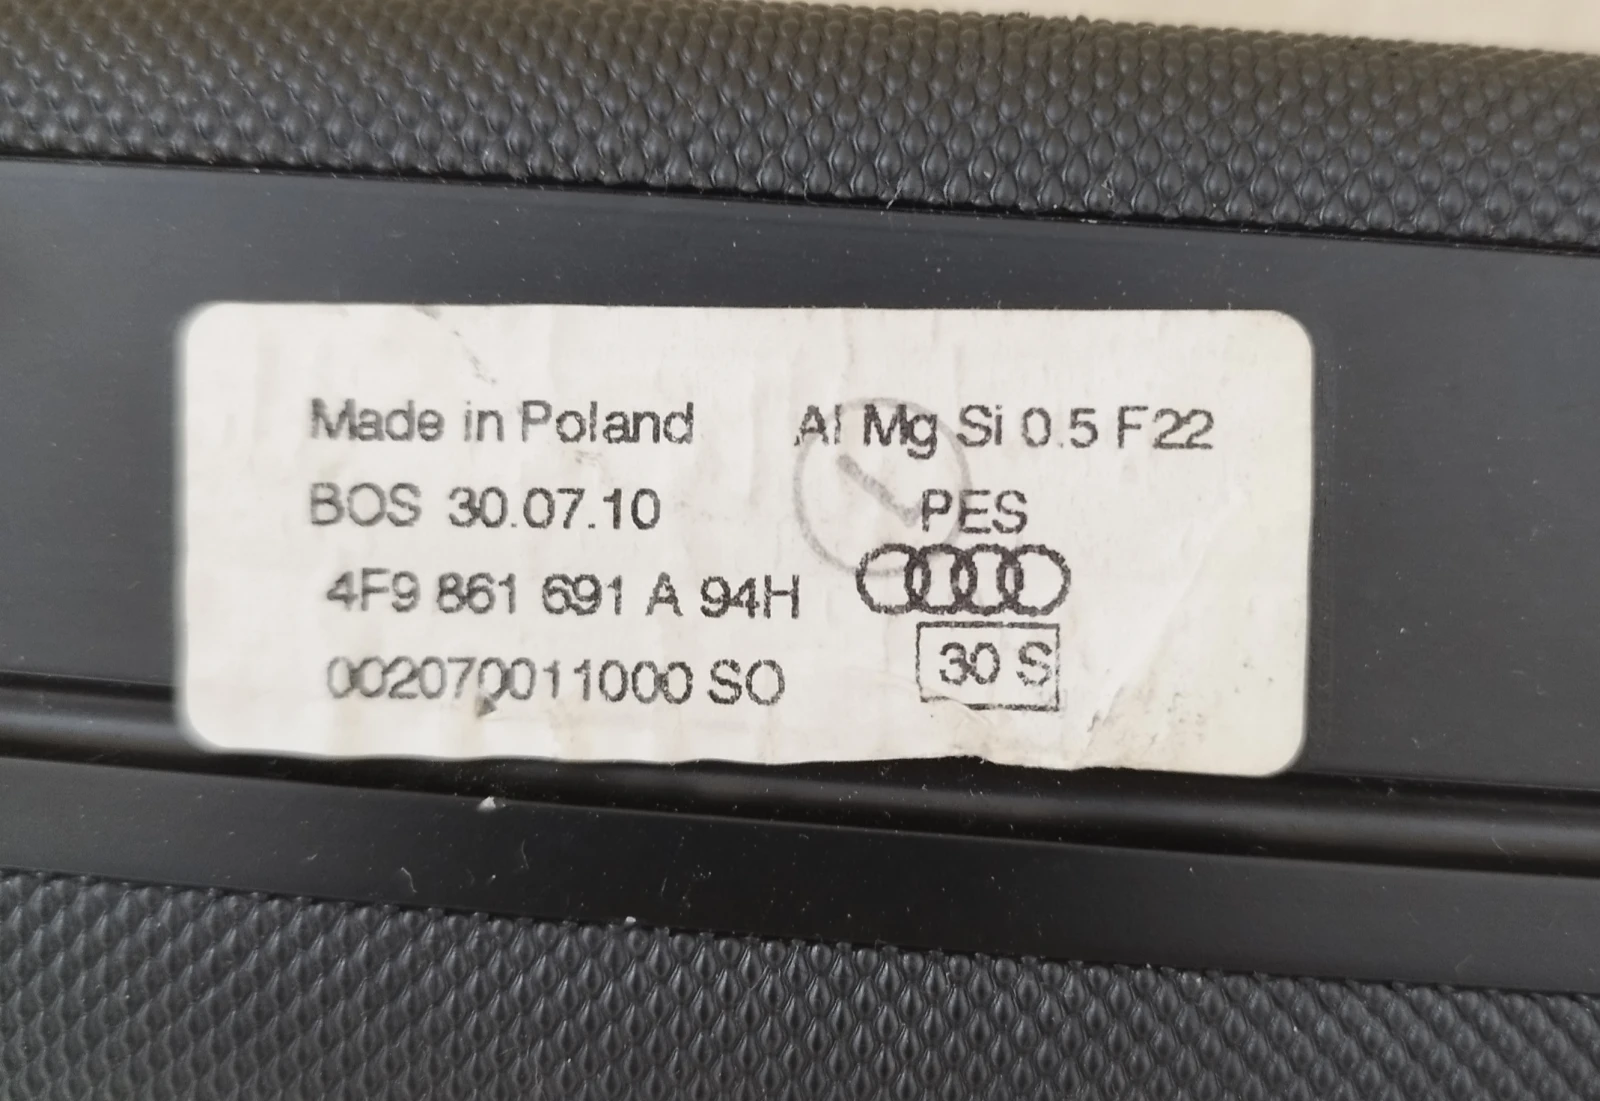 Made in Poland Al Mg Si 0.5 F22
BOS 30.07.10 PES
4F9 861 691 A 94H
002070011000 SO 30 S